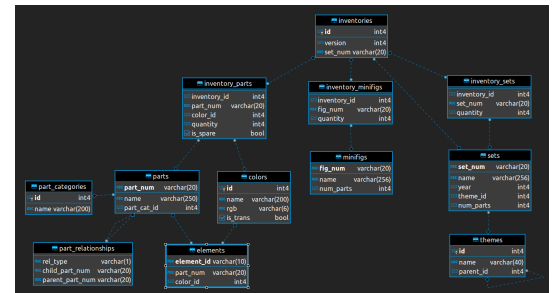 inventories
id int4
version int4
set_num varchar(20)
inventory_parts
inventory_id int4
part_num varchar(20)
color_id int4
quantity int4
is_spare bool
inventory_minifigs
inventory_id int4
fig_num varchar(20)
quantity int4
inventory_sets
inventory_id int4
set_num varchar(20)
quantity int4
part_categories
id int4
name varchar(200)
parts
part_num varchar(20)
name varchar(250)
part_cat_id int4
colors
id int4
name varchar(200)
rgb varchar(6)
is_trans bool
minifigs
fig_num varchar(20)
name varchar(256)
num_parts int4
sets
set_num varchar(20)
name varchar(256)
year int4
theme_id int4
num_parts int4
part_relationships
rel_type varchar(1)
child_part_num varchar(20)
parent_part_num varchar(20)
elements
element_id varchar(10)
part_num varchar(20)
color_id int4
themes
id int4
name varchar(40)
parent_id int4